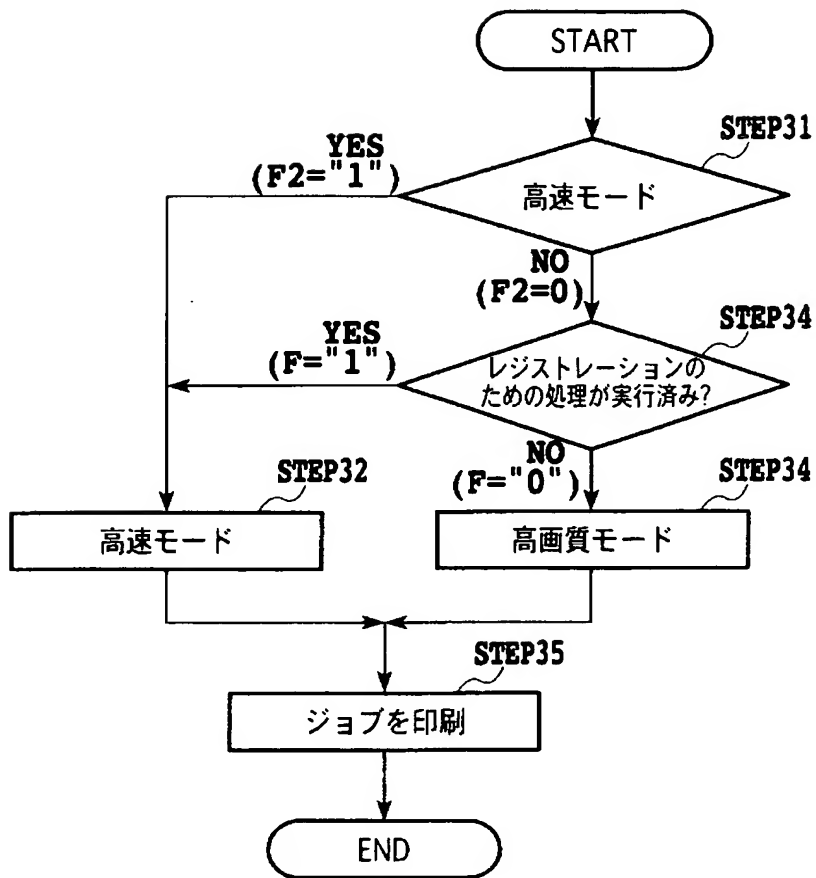 START
STEP31
YES
(F2="1")
高速モード
NO
(F2=0)
STEP34
YES
(F="1")
レジストレーションの
ための処理が実行済み?
NO
(F="0")
STEP32
STEP34
高速モード
高画質モード
STEP35
ジョブを印刷
END